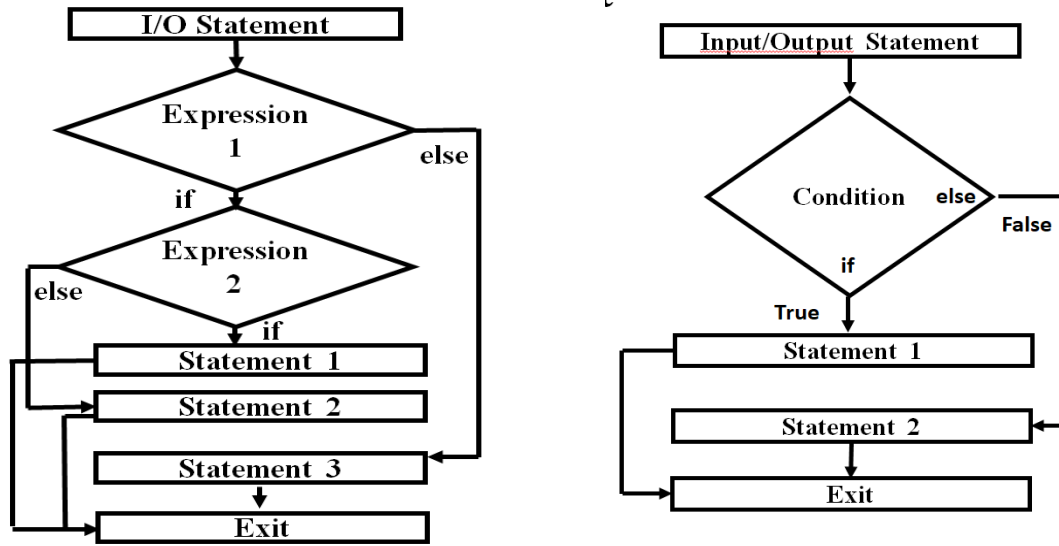 I/O Statement
Expression
1
else
if
Expression
2
else
if
Statement 1
Statement 2
Statement 3
Exit
Input/Output Statement
Condition
else
False
if
True
Statement 1
Statement 2
Exit